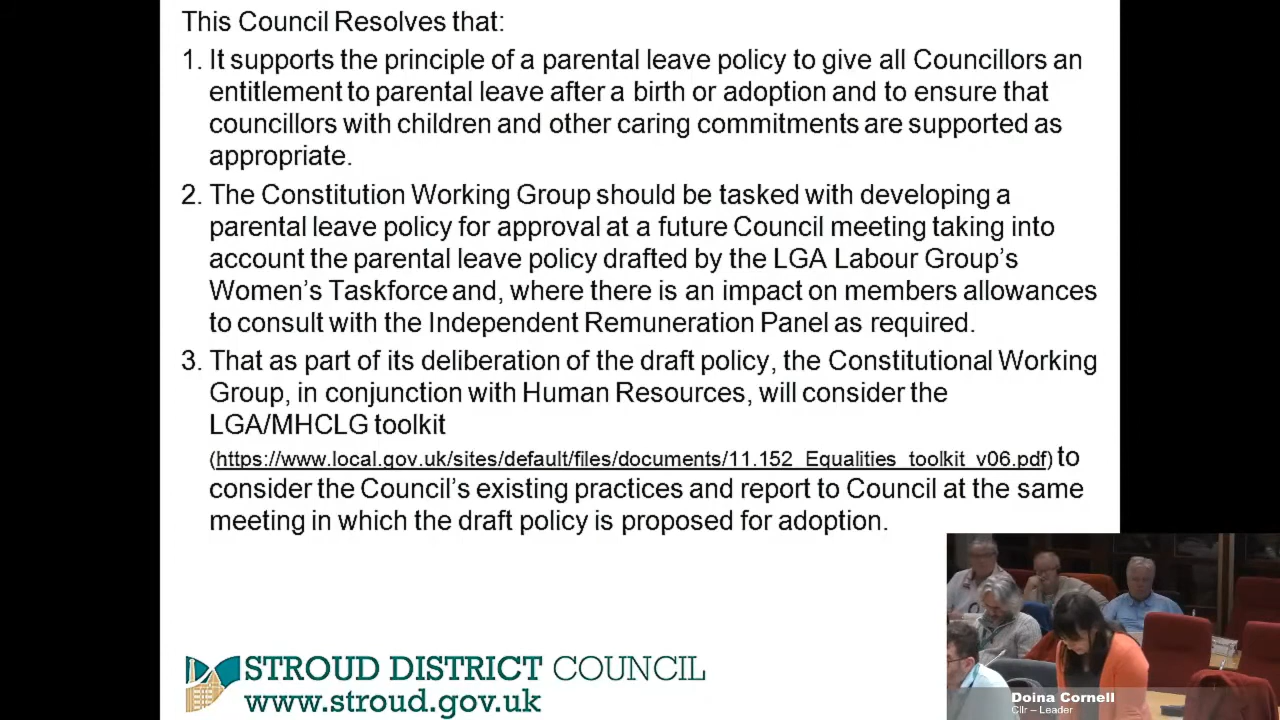 This Council Resolves that:
1. It supports the principle of a parental leave policy to give all Councillors an
entitlement to parental leave after a birth or adoption and to ensure that
councillors with children and other caring commitments are supported as
appropriate.
2. The Constitution Working Group should be tasked with developing a
parental leave policy for approval at a future Council meeting taking into
account the parental leave policy drafted by the LGA Labour Group's
Women's Taskforce and, where there is an impact on members allowances
to consult with the Independent Remuneration Panel as required.
3. That as part of its deliberation of the draft policy, the Constitutional Working
Group, in conjunction with Human Resources, will consider the
LGA/MHCLG toolkit
(https://www.local.gov.uk/sites/default/files/documents/11.152_Equalities_toolkit_v06.pdf) to
consider the Council's existing practices and report to Council at the same
meeting in which the draft policy is proposed for adoption.
STROUD DISTRICT COUNCIL
www.stroud.gov.uk
Doina Cornell
Cllr – Leader